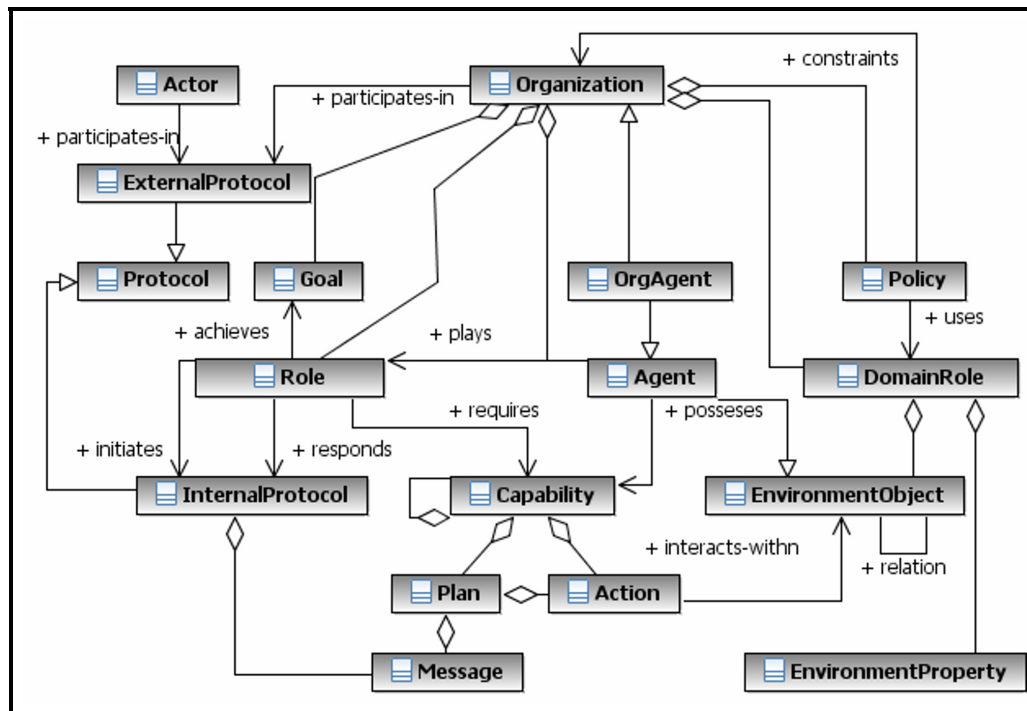 + constraints
Actor
Organization
+ participates-in
+ participates-in
ExternalProtocol
Protocol
Goal
OrgAgent
Policy
+ achieves
+ plays
+ uses
Role
Agent
DomainRole
+ requires
+ posseses
+ initiates
+ responds
InternalProtocol
Capability
EnvironmentObject
+ interacts-withn
+ relation
Plan
Action
Message
EnvironmentProperty